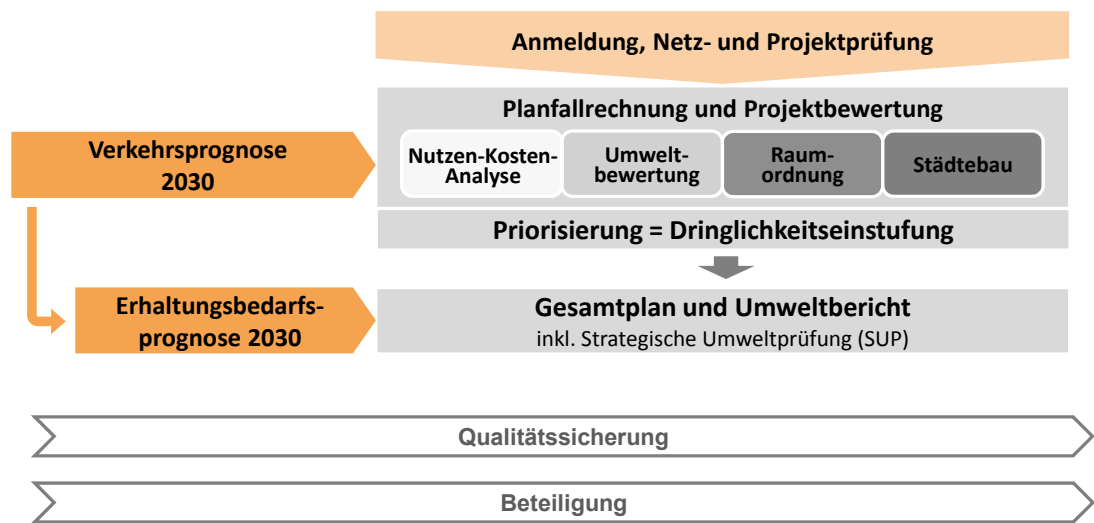 Anmeldung, Netz- und Projektprüfung
Planfallrechnung und Projektbewertung
Verkehrsprognose
2030
Nutzen-Kosten-
Analyse
Umwelt-
bewertung
Raum-
ordnung
Städtebau
Priorisierung = Dringlichkeitseinstufung
Erhaltungsbedarfs-
prognose 2030
Gesamtplan und Umweltbericht
inkl. Strategische Umweltprüfung (SUP)
Qualitätssicherung
Beteiligung